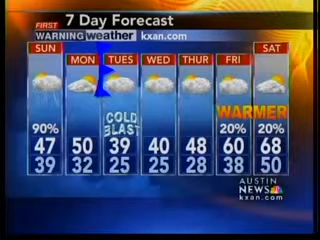 FIRST 7 Day Forecast
WARNING weather kxan.com
SUN MON TUES WED THUR FRI SAT
COLD
BLAST
WARMER
90% 20% 20%
47 50 39 40 48 60 68
39 32 25 25 28 38 50
AUSTIN
NEWS
kxan.com